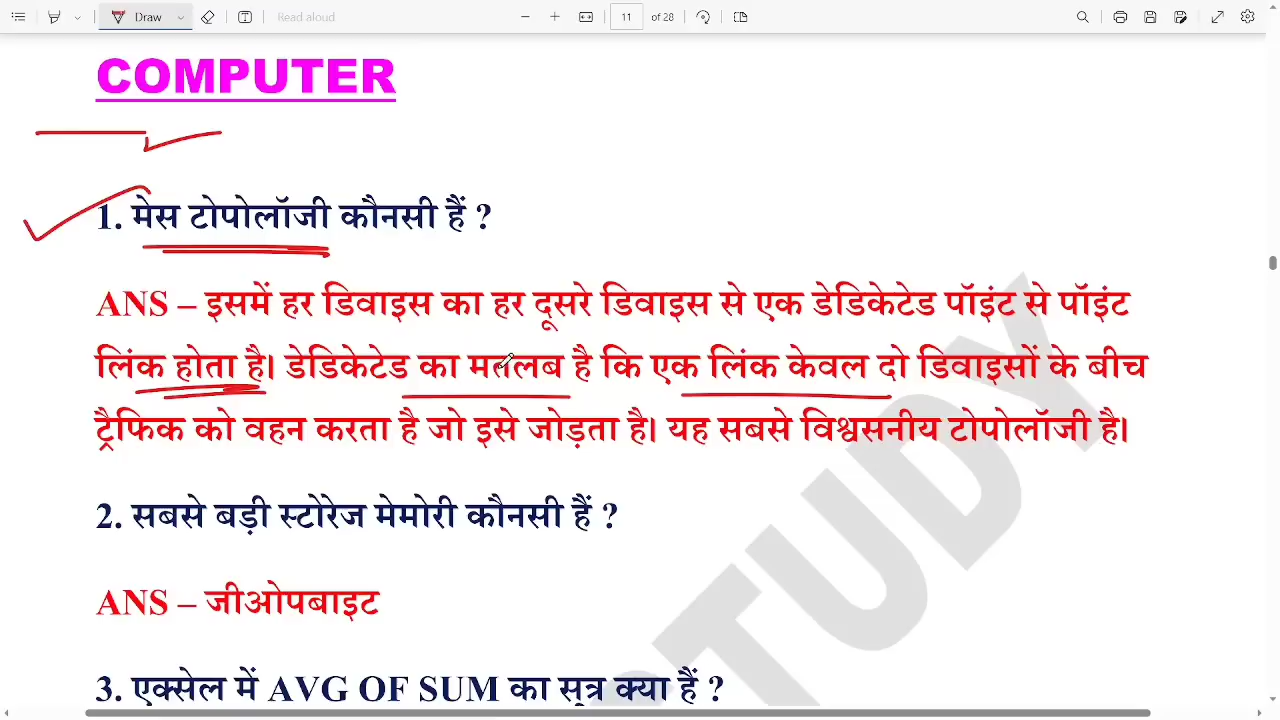 Draw
Read aloud
11 of 28
COMPUTER
1. मेस टोपोलॉजी कौनसी हैं ?
ANS – इसमें हर डिवाइस का हर दूसरे डिवाइस से एक डेडिकेटेड पॉइंट से पॉइंट
लिंक होता है। डेडिकेटेड का मतलब है कि एक लिंक केवल दो डिवाइसों के बीच
ट्रैफिक को वहन करता है जो इसे जोड़ता है। यह सबसे विश्वसनीय टोपोलॉजी है।
2. सबसे बड़ी स्टोरेज मेमोरी कौनसी हैं ?
ANS – जीओपबाइट
3. एक्सेल में AVG OF SUM का सूत्र क्या हैं ?
STUDY